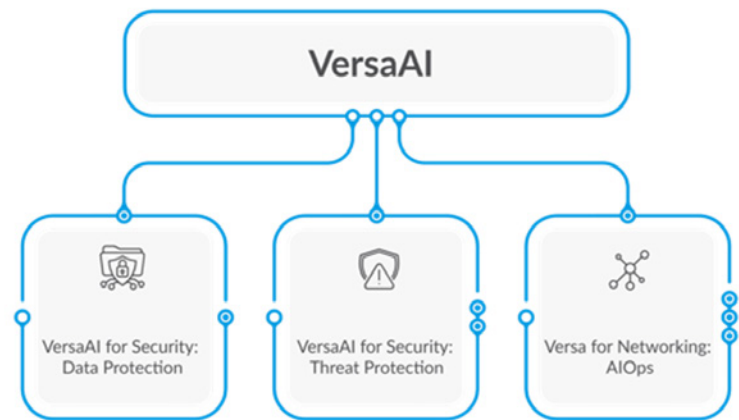 VersaAI
VersaAI for Security:
Data Protection
VersaAI for Security:
Threat Protection
Versa for Networking:
AIOps